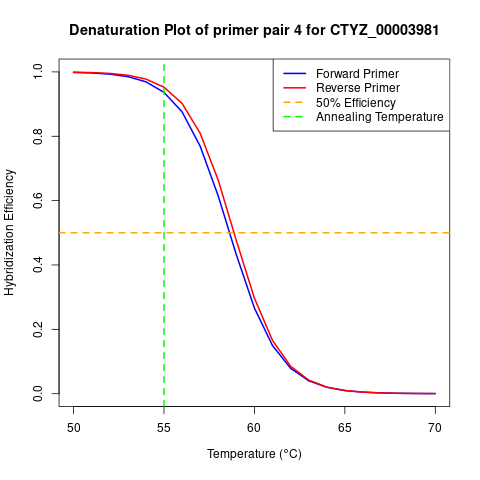 Denaturation Plot of primer pair 4 for CTYZ_00003981
Forward Primer
Reverse Primer
50% Efficiency
Annealing Temperature
Hybridization Efficiency
1.0
0.8
0.6
0.4
0.2
0.0
50 55 60 65 70
Temperature (°C)